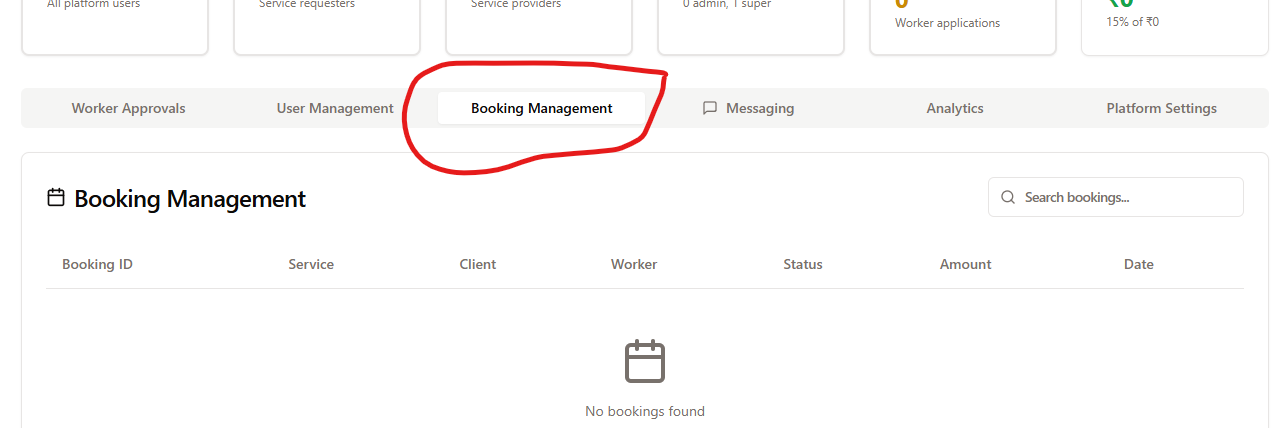 All platform users
Service requesters
Service providers
0 admin, 1 super
0
Worker applications
₹0
15% of ₹0
Worker Approvals
User Management
Booking Management
Messaging
Analytics
Platform Settings
Booking Management
Search bookings...
Booking ID Service Client Worker Status Amount Date
No bookings found